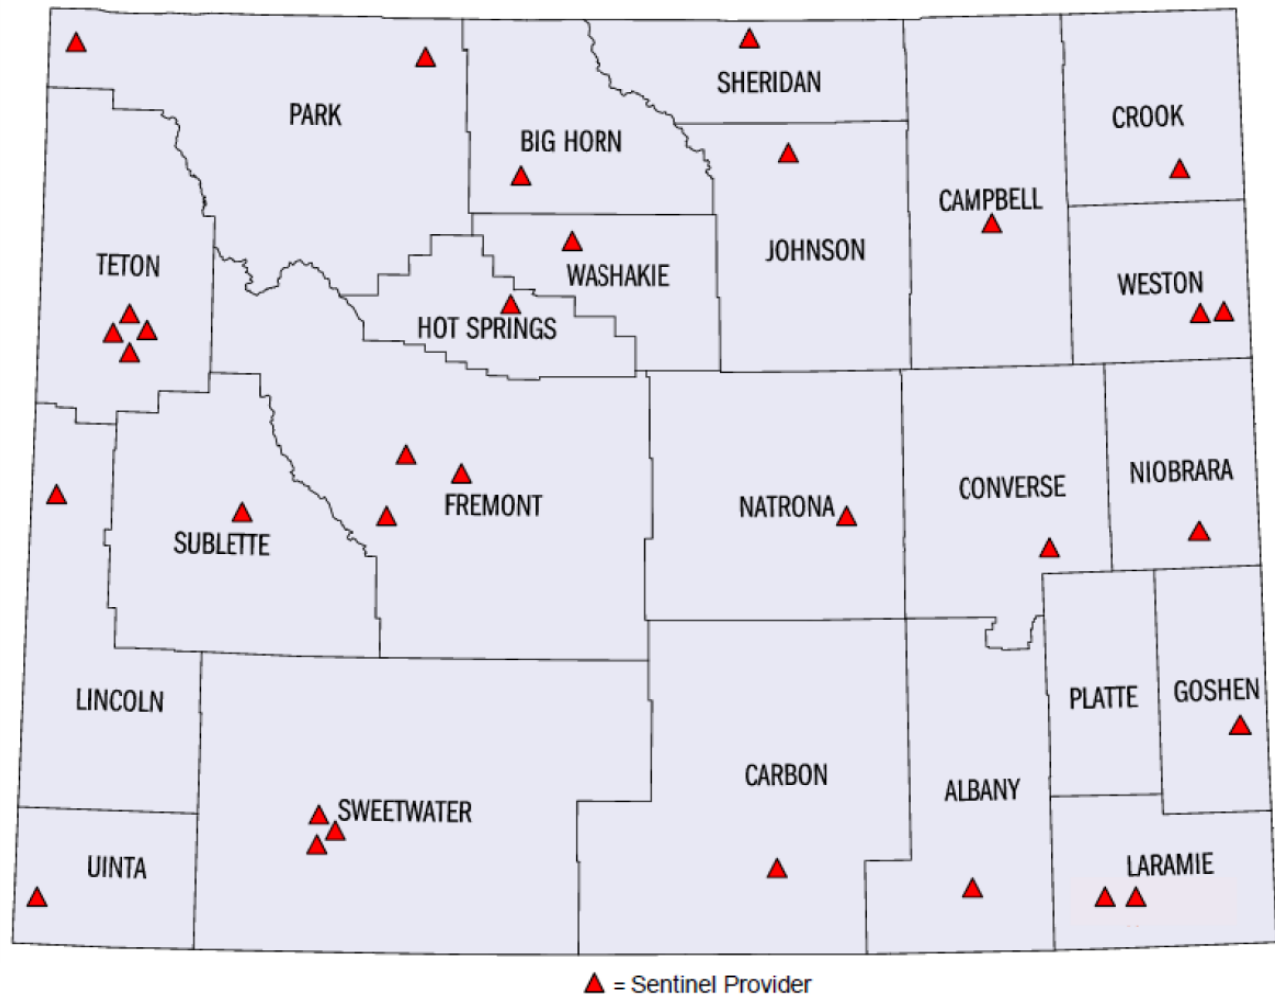 SHERIDAN
PARK
CROOK
BIG HORN
CAMPBELL
JOHNSON
TETON
WASHAKIE
WESTON
HOT SPRINGS
NIOBRARA
CONVERSE
FREMONT
NATRONA
SUBLETTE
LINCOLN
PLATTE
GOSHEN
CARBON
ALBANY
SWEETWATER
UINTA
LARAMIE
= Sentinel Provider